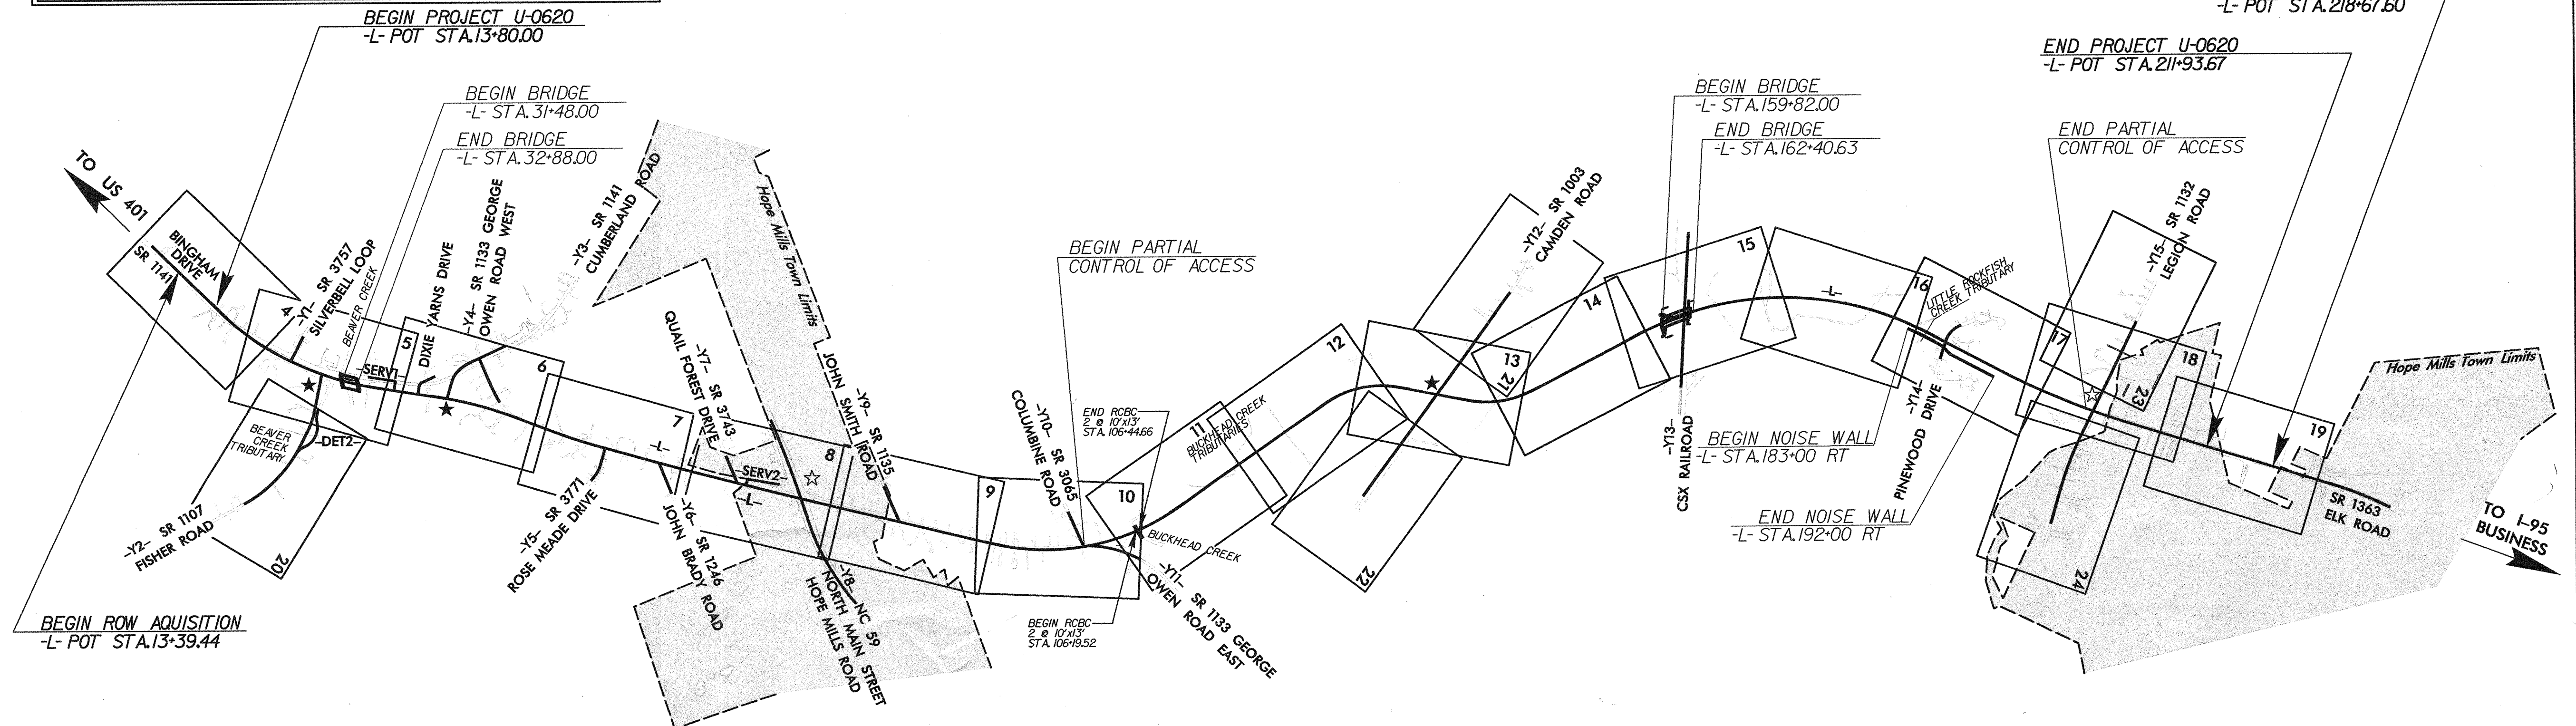 BEGIN PROJECT U-0620
-L- POT STA.13+80.00
-L- POT STA.218+67.60
END PROJECT U-0620
-L- POT STA.211+93.67
BEGIN BRIDGE
-L- STA.31+48.00
END BRIDGE
-L- STA.32+88.00
BEGIN BRIDGE
-L- STA.159+82.00
END BRIDGE
-L- STA.162+40.63
END PARTIAL
CONTROL OF ACCESS
TO US 401
BINGHAM
DRIVE
SR 1141
4
-Y1- SR 3757
SILVERBELL LOOP
BEAVER CREEK
-SERV1-
5
DIXIE YARNS DRIVE
-Y4- SR 1133 GEORGE
OWEN ROAD WEST
-Y3- SR 1141
CUMBERLAND ROAD
6
Hope Mills Town Limits
BEGIN PARTIAL
CONTROL OF ACCESS
BEAVER
CREEK
TRIBUTARY
-DET2-
-Y2- SR 1107
FISHER ROAD
20
7
-L-
-Y7- SR 3743
QUAIL FOREST DRIVE
-SERV2-
-L-
8
-Y9- SR 1135
JOHN SMITH ROAD
-Y5- SR 3771
ROSE MEADE DRIVE
-Y6- SR 1246
JOHN BRADY ROAD
-Y8- NC 59
NORTH MAIN STREET
HOPE MILLS ROAD
9
-Y10- SR 3065
COLUMBINE ROAD
10
END RCBC
2 @ 10'x13'
STA.106+44.66
BUCKHEAD CREEK
BEGIN RCBC
2 @ 10'x13'
STA.106+19.52
-Y11- SR 1133 GEORGE
OWEN ROAD EAST
11
BUCKHEAD CREEK
TRIBUTARIES
12
-Y12- SR 1003
CAMDEN ROAD
13
21
22
14
15
-Y13-
CSX RAILROAD
-L-
16
LITTLE ROCKFISH
CREEK TRIBUTARY
BEGIN NOISE WALL
-L- STA.183+00 RT
END NOISE WALL
-L- STA.192+00 RT
-Y14-
PINEWOOD DRIVE
17
-Y15- SR 1132
LEGION ROAD
18
23
24
19
Hope Mills Town Limits
SR 1363
ELK ROAD
TO I-95
BUSINESS
BEGIN ROW AQUISITION
-L- POT STA.13+39.44